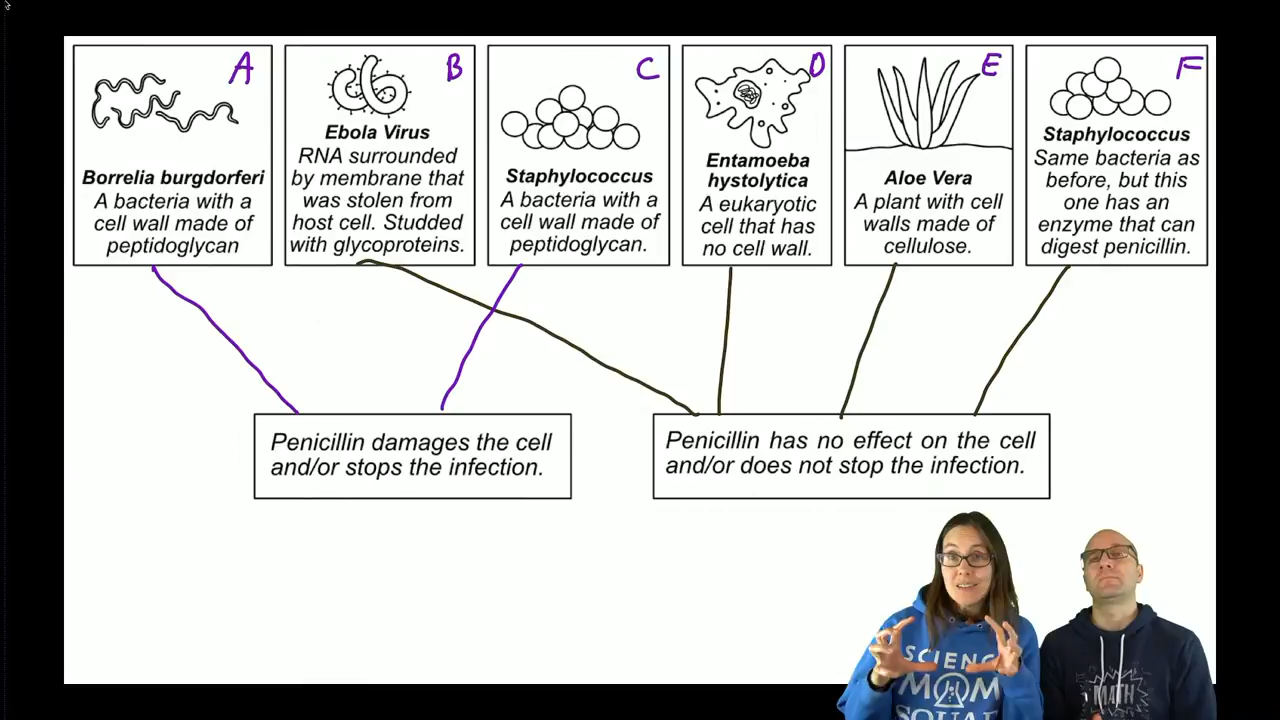 A
Borrelia burgdorferi
A bacteria with a
cell wall made of
peptidoglycan
B
Ebola Virus
RNA surrounded
by membrane that
was stolen from
host cell. Studded
with glycoproteins.
C
Staphylococcus
A bacteria with a
cell wall made of
peptidoglycan.
D
Entamoeba
hystolytica
A eukaryotic
cell that has
no cell wall.
E
Aloe Vera
A plant with cell
walls made of
cellulose.
F
Staphylococcus
Same bacteria as
before, but this
one has an
enzyme that can
digest penicillin.
Penicillin damages the cell
and/or stops the infection.
Penicillin has no effect on the cell
and/or does not stop the infection.
SCIENC
MOM
SQUA
MATH